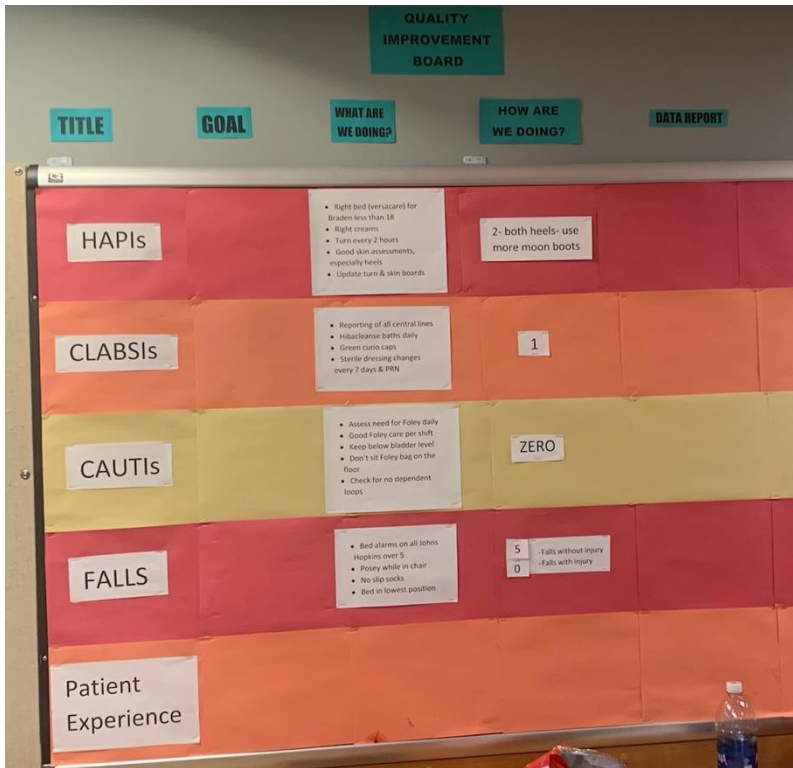 QUALITY
IMPROVEMENT
BOARD
TITLE
GOAL
WHAT ARE
WE DOING?
HOW ARE
WE DOING?
DATA REPORT
HAPIs
• Right bed (versacare) for
Braden less than 18
• Right creams
• Turn every 2 hours
• Good skin assessments,
especially heels
• Update turn & skin boards
2- both heels- use
more moon boots
CLABSIs
• Reporting of all central lines
• Hibacleanse baths daily
• Green curio caps
• Sterile dressing changes
every 7 days & PRN
1
CAUTIs
• Assess need for Foley daily
• Good Foley care per shift
• Keep below bladder level
• Don't sit Foley bag on the
floor
• Check for no dependent
loops
ZERO
FALLS
• Bed alarms on all Johns
Hopkins over 5
• Posey while in chair
• No slip socks
• Bed in lowest position
5 -Falls without injury
0 -Falls with injury
Patient
Experience